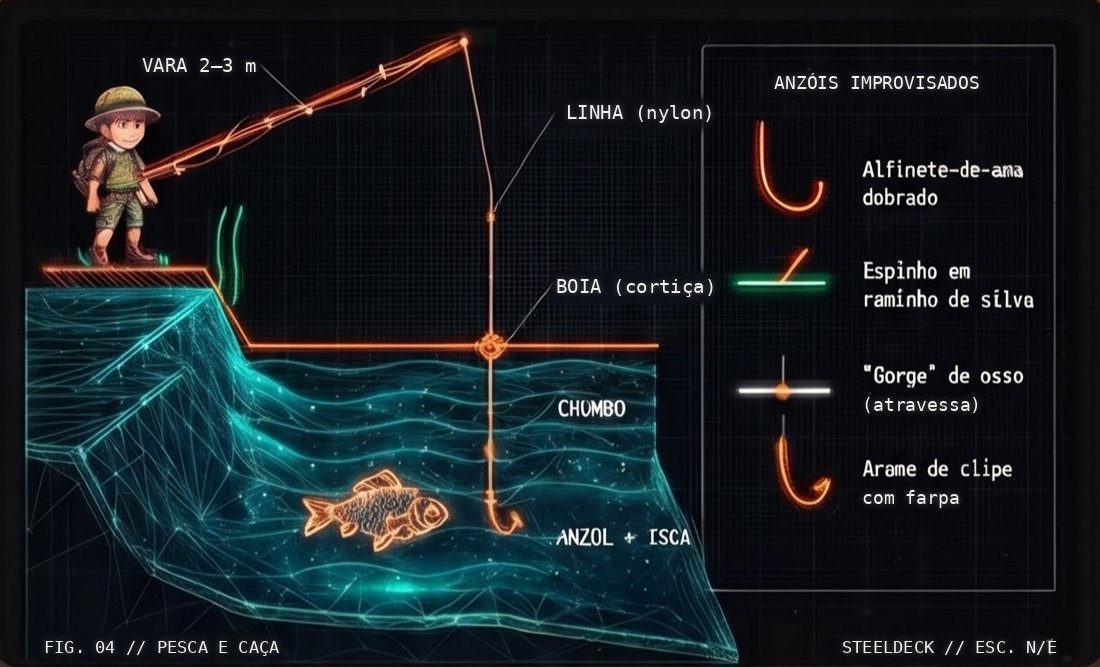 VARA 2–3 m
LINHA (nylon)
BOIA (cortiça)
CHUMBO
ANZOL + ISCA
ANZÓIS IMPROVISADOS
Alfinete-de-ama
dobrado
Espinho em
raminho de silva
"Gorge" de osso
(atravessa)
Arame de clipe
com farpa
FIG. 04 // PESCA E CAÇA
STEELDECK // ESC. N/E